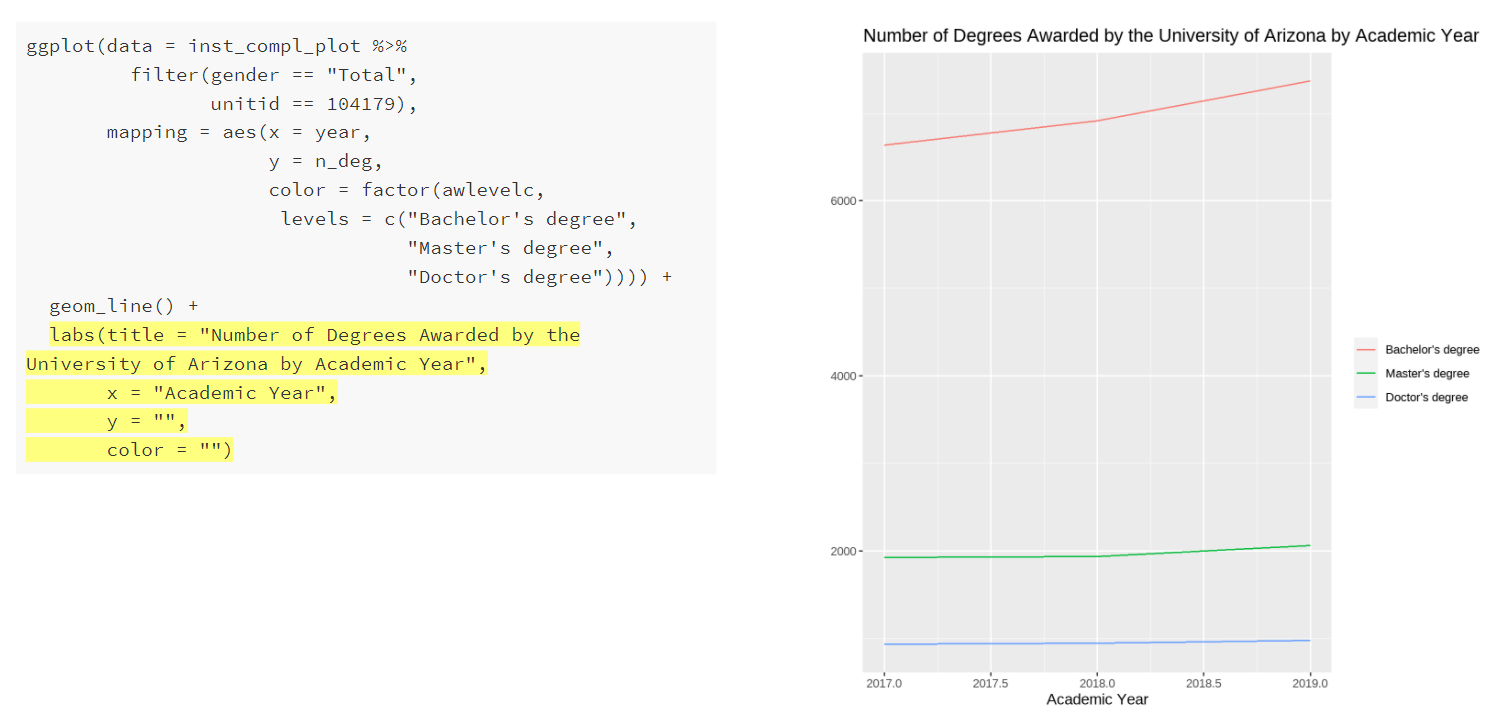 ggplot(data = inst_compl_plot %>%
filter(gender == "Total",
unitid == 104179),
mapping = aes(x = year,
y = n_deg,
color = factor(awlevelc,
levels = c("Bachelor's degree",
"Master's degree",
"Doctor's degree")))) +
geom_line() +
labs(title = "Number of Degrees Awarded by the
University of Arizona by Academic Year",
x = "Academic Year",
y = "",
color = "")
Number of Degrees Awarded by the University of Arizona by Academic Year
6000
4000
2000
2017.0 2017.5 2018.0 2018.5 2019.0
Academic Year
Bachelor's degree
Master's degree
Doctor's degree